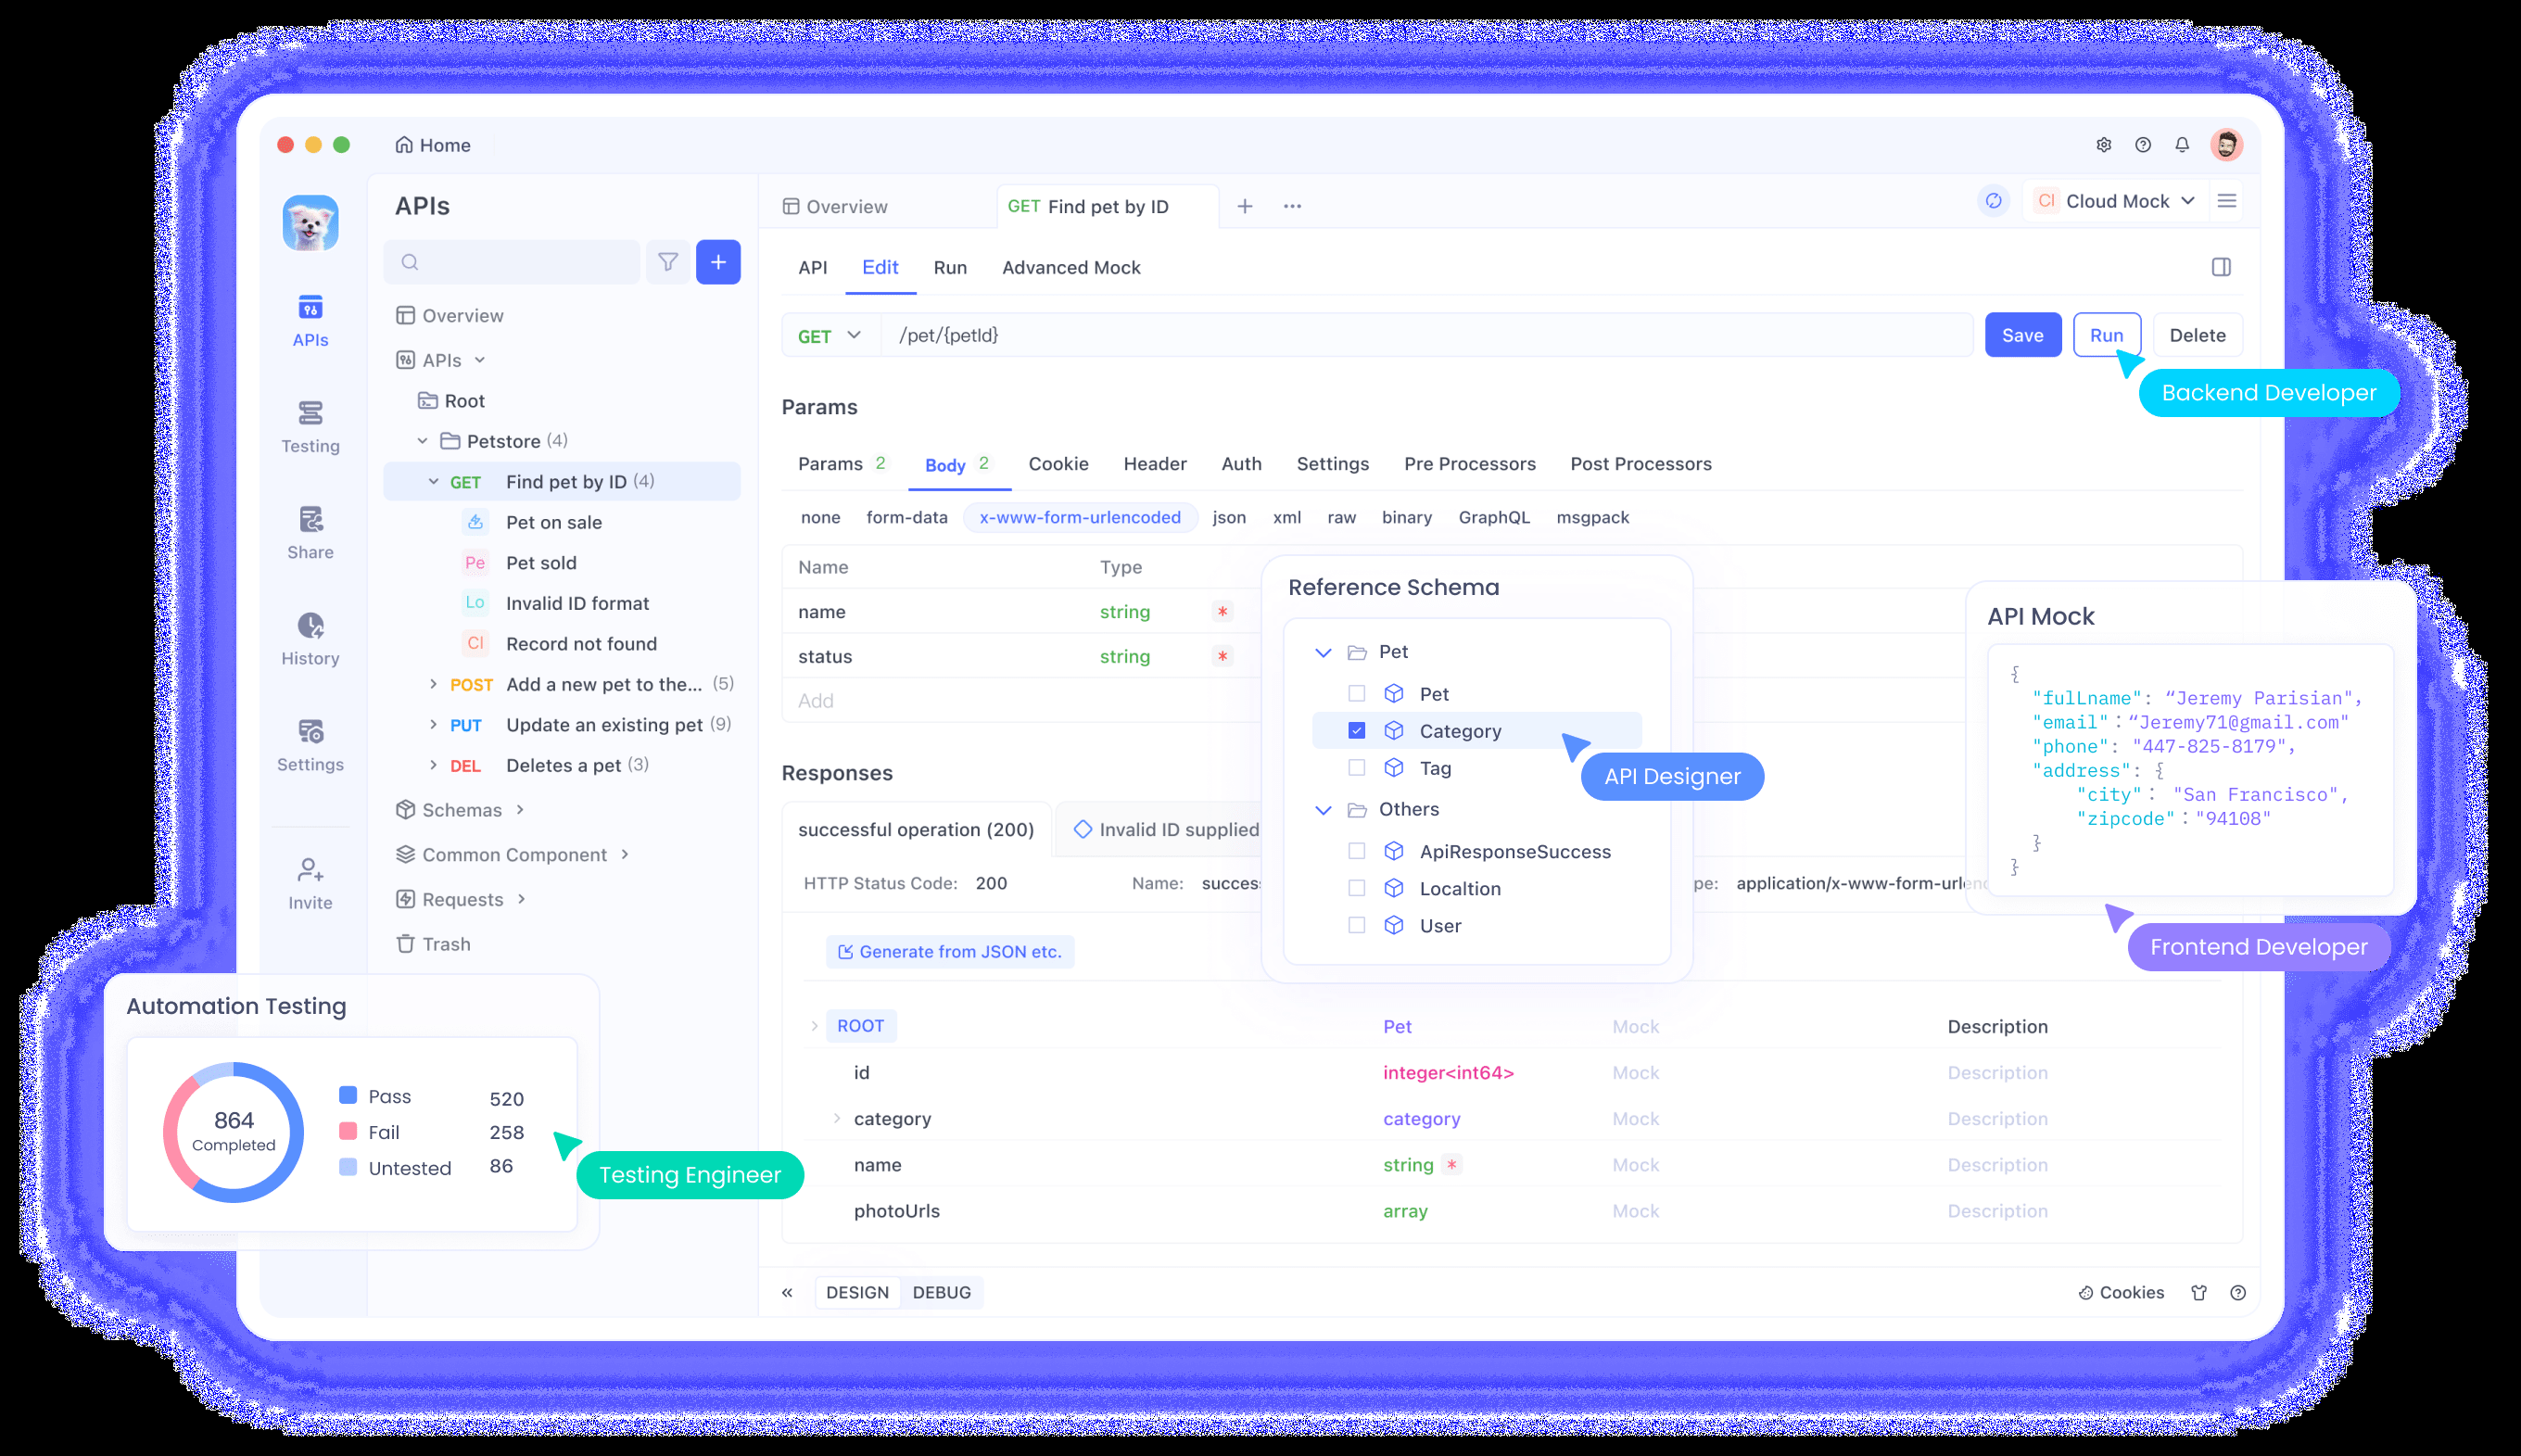 Home
APIs
Testing
Share
History
Settings
Invite
APIs
Overview
APIs
Root
Petstore (4)
GET Find pet by ID (4)
Pet on sale
Pe Pet sold
Lo Invalid ID format
CI Record not found
POST Add a new pet to the... (5)
PUT Update an existing pet (9)
DEL Deletes a pet (3)
Schemas
Common Component
Requests
Trash
Overview
GET Find pet by ID
CI Cloud Mock
API Edit Run Advanced Mock
GET /pet/{petId} Save Run Delete
Backend Developer
Params
Params 2 Body 2 Cookie Header Auth Settings Pre Processors Post Processors
none form-data x-www-form-urlencoded json xml raw binary GraphQL msgpack
Name Type
name string *
status string *
Add
Reference Schema
Pet
Pet
Category
Tag
Others
ApiResponseSuccess
Localtion
User
API Designer
API Mock
{
"fulLname": “Jeremy Parisian",
"email":“Jeremy71@gmail.com"
"phone": "447-825-8179",
"address": {
"city": "San Francisco",
"zipcode":"94108"
}
}
Frontend Developer
Responses
successful operation (200) Invalid ID supplied
HTTP Status Code: 200 Name: succes pe: application/x-www-form-urlenc
Generate from JSON etc.
ROOT Pet Mock Description
id integer<int64> Mock Description
category category Mock Description
name string * Mock Description
photoUrls array Mock Description
Automation Testing
864
Completed
Pass 520
Fail 258
Untested 86
Testing Engineer
« DESIGN DEBUG
Cookies